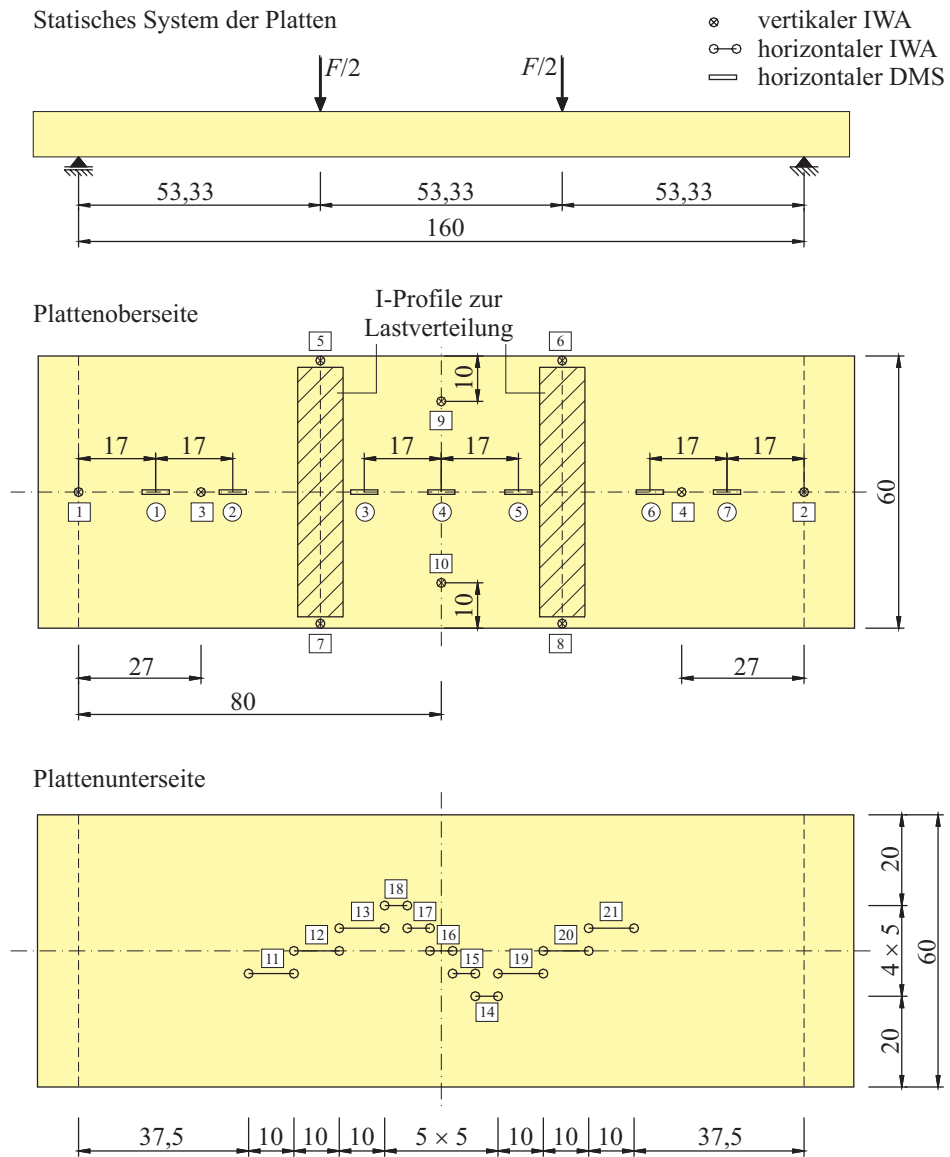 Statisches System der Platten
vertikaler IWA
horizontaler IWA
horizontaler DMS
F/2 F/2
53,33 53,33 53,33
160
Plattenoberseite
I-Profile zur
Lastverteilung
5 6
10
9
17 17 17 17 17 17
60
1 1 3 2 3 4 5 6 4 7 2
10
10
7 8
27 27
80
Plattenunterseite
20
18
13 17 21
12 16 20
11 15 19
14
4 × 5
60
20
37,5 10 10 10 5 × 5 10 10 10 37,5